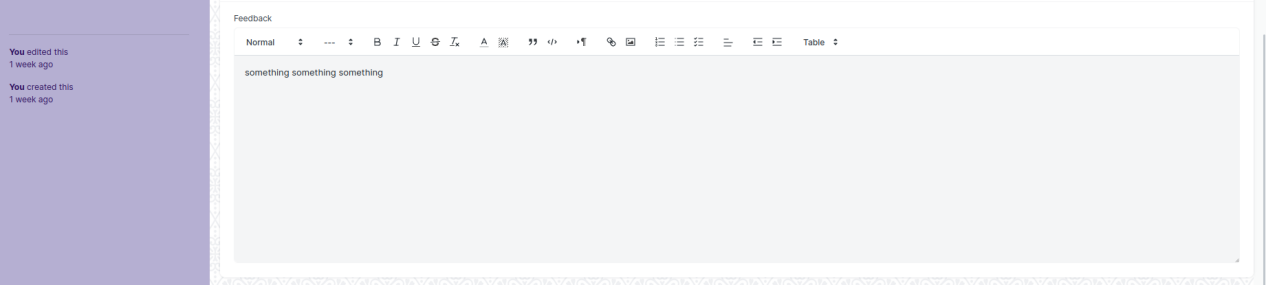 You edited this
1 week ago
You created this
1 week ago
Feedback
Normal
---
Table
something something something